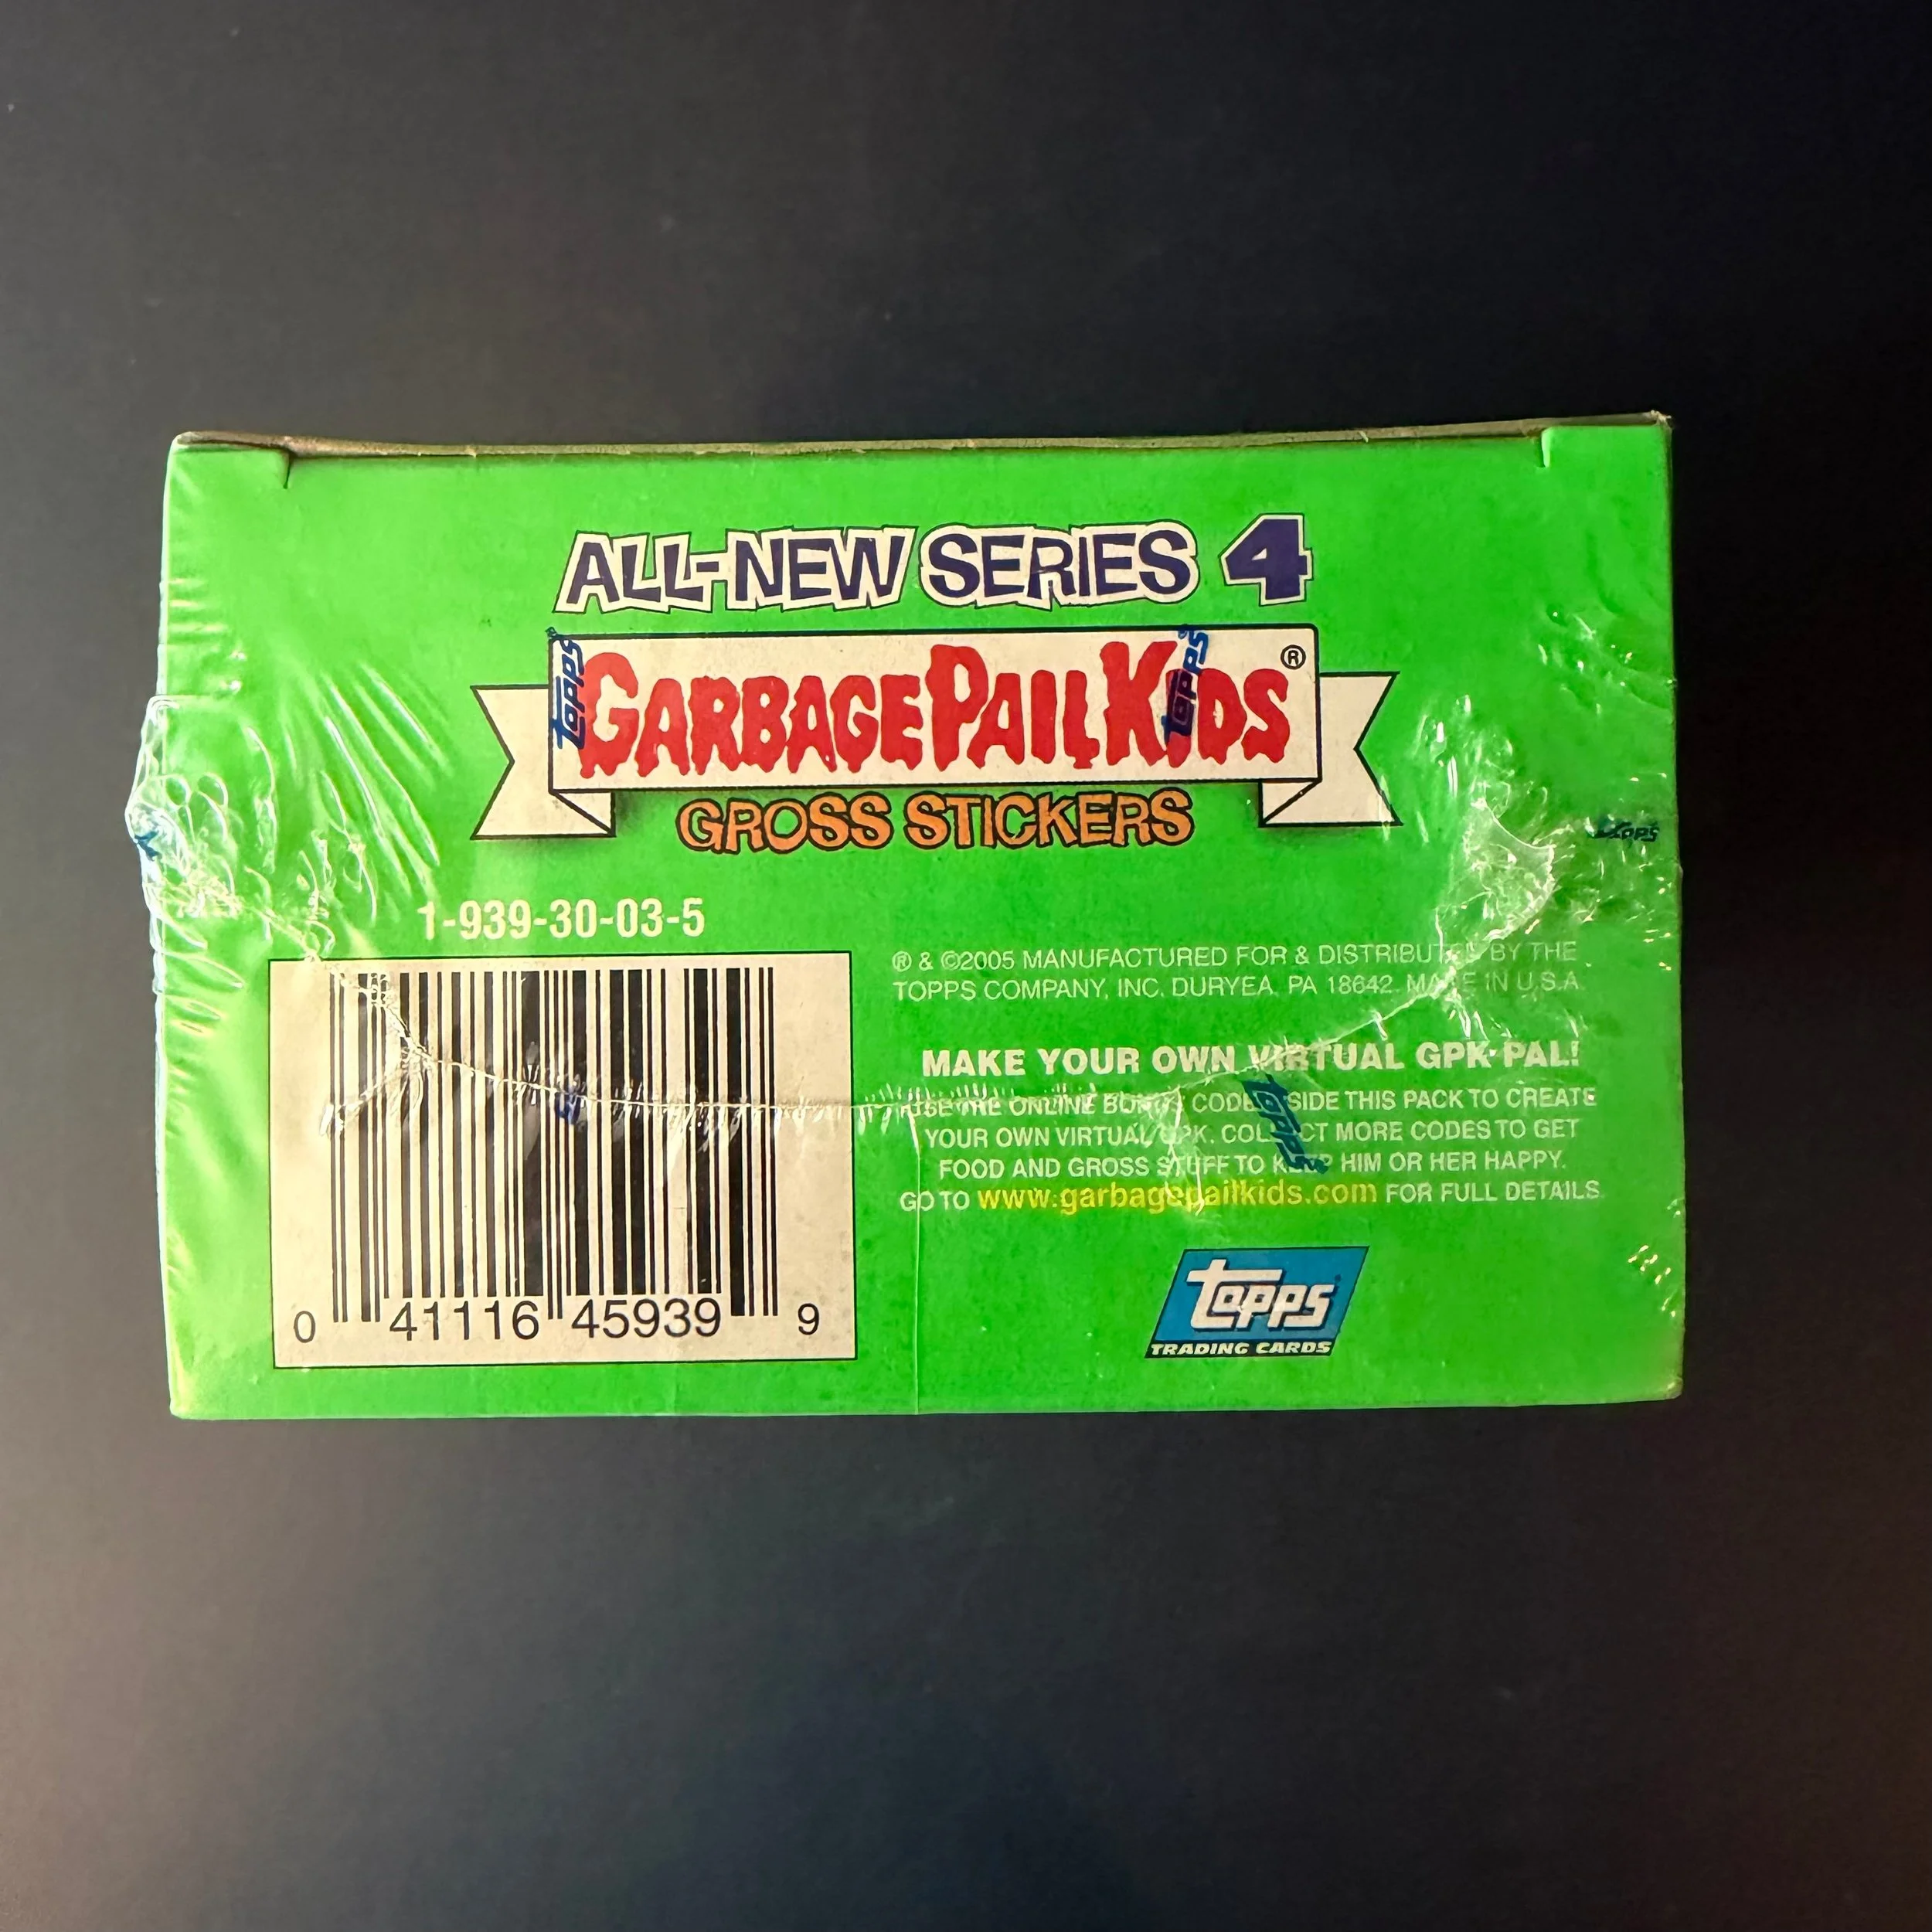 ALL-NEW SERIES 4
GARBAGE PAIL KIDS®
GROSS STICKERS
1-939-30-03-5
0 41116 45939 9
® & ©2005 MANUFACTURED FOR & DISTRIBUTED BY THE
TOPPS COMPANY, INC. DURYEA, PA 18642. MADE IN U.S.A.
MAKE YOUR OWN VIRTUAL GPK PAL!
USE THE ONLINE BONUS CODE INSIDE THIS PACK TO CREATE
YOUR OWN VIRTUAL GPK. COLLECT MORE CODES TO GET
FOOD AND GROSS STUFF TO KEEP HIM OR HER HAPPY.
GO TO www.garbagepailkids.com FOR FULL DETAILS.
topps
TRADING CARDS
topps
topps
topps
topps